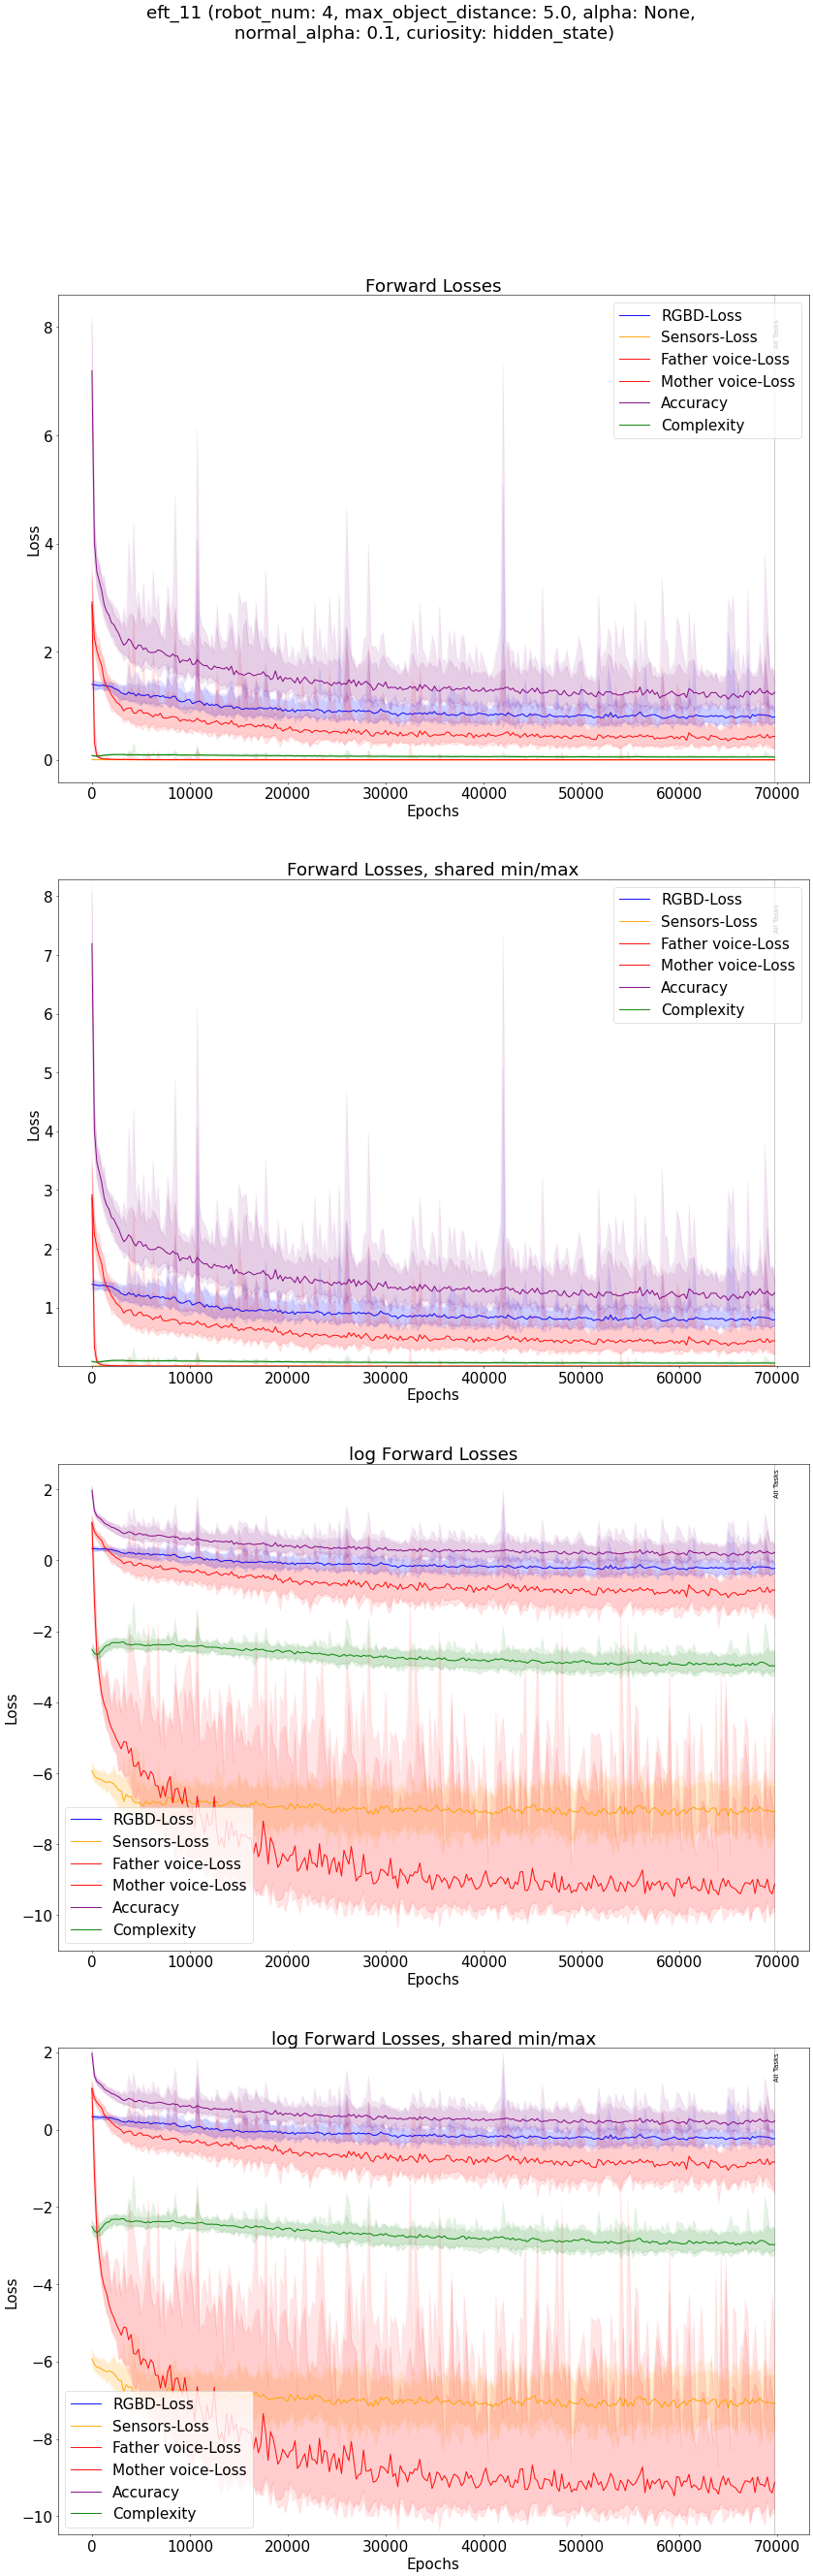 eft_11 (robot_num: 4, max_object_distance: 5.0, alpha: None,
normal_alpha: 0.1, curiosity: hidden_state)
Forward Losses
Loss
8
6
4
2
0
RGBD-Loss
Sensors-Loss
Father voice-Loss
Mother voice-Loss
Accuracy
Complexity
All Tasks
0 10000 20000 30000 40000 50000 60000 70000
Epochs
Forward Losses, shared min/max
Loss
8
7
6
5
4
3
2
1
RGBD-Loss
Sensors-Loss
Father voice-Loss
Mother voice-Loss
Accuracy
Complexity
All Tasks
0 10000 20000 30000 40000 50000 60000 70000
Epochs
log Forward Losses
Loss
2
0
−2
−4
−6
−8
−10
All Tasks
RGBD-Loss
Sensors-Loss
Father voice-Loss
Mother voice-Loss
Accuracy
Complexity
0 10000 20000 30000 40000 50000 60000 70000
Epochs
log Forward Losses, shared min/max
Loss
2
0
−2
−4
−6
−8
−10
All Tasks
RGBD-Loss
Sensors-Loss
Father voice-Loss
Mother voice-Loss
Accuracy
Complexity
0 10000 20000 30000 40000 50000 60000 70000
Epochs